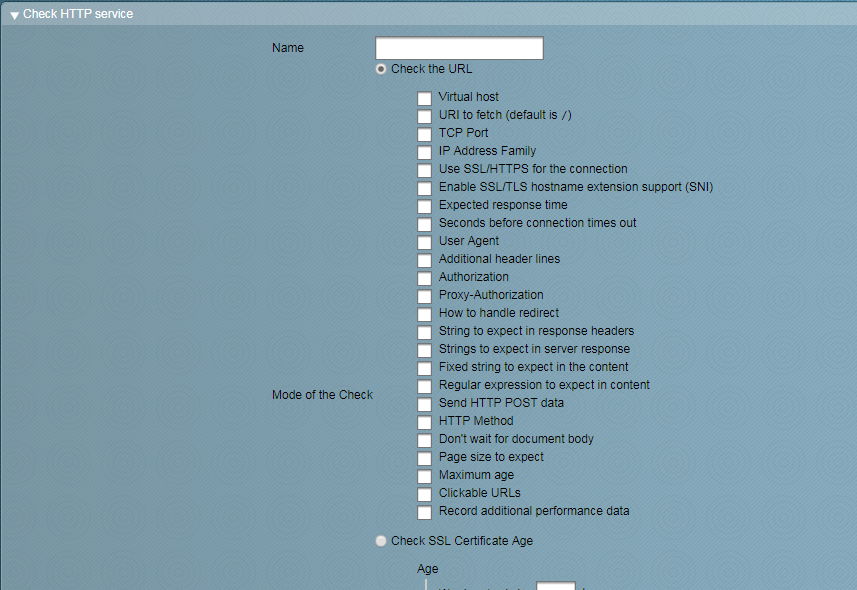 Check HTTP service
Name
Check the URL
Virtual host
URI to fetch (default is /)
TCP Port
IP Address Family
Use SSL/HTTPS for the connection
Enable SSL/TLS hostname extension support (SNI)
Expected response time
Seconds before connection times out
User Agent
Additional header lines
Authorization
Proxy-Authorization
How to handle redirect
String to expect in response headers
Strings to expect in server response
Fixed string to expect in the content
Regular expression to expect in content
Mode of the Check
Send HTTP POST data
HTTP Method
Don't wait for document body
Page size to expect
Maximum age
Clickable URLs
Record additional performance data
Check SSL Certificate Age
Age